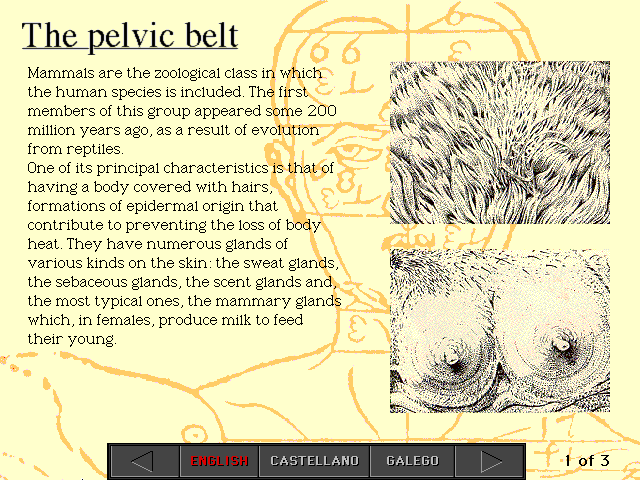 The pelvic belt
Mammals are the zoological class in which
the human species is included. The first
members of this group appeared some 200
million years ago, as a result of evolution
from reptiles.
One of its principal characteristics is that of
having a body covered with hairs,
formations of epidermal origin that
contribute to preventing the loss of body
heat. They have numerous glands of
various kinds on the skin: the sweat glands,
the sebaceous glands, the scent glands and,
the most typical ones, the mammary glands
which, in females, produce milk to feed
their young.
ENGLISH CASTELLANO GALEGO
1 of 3